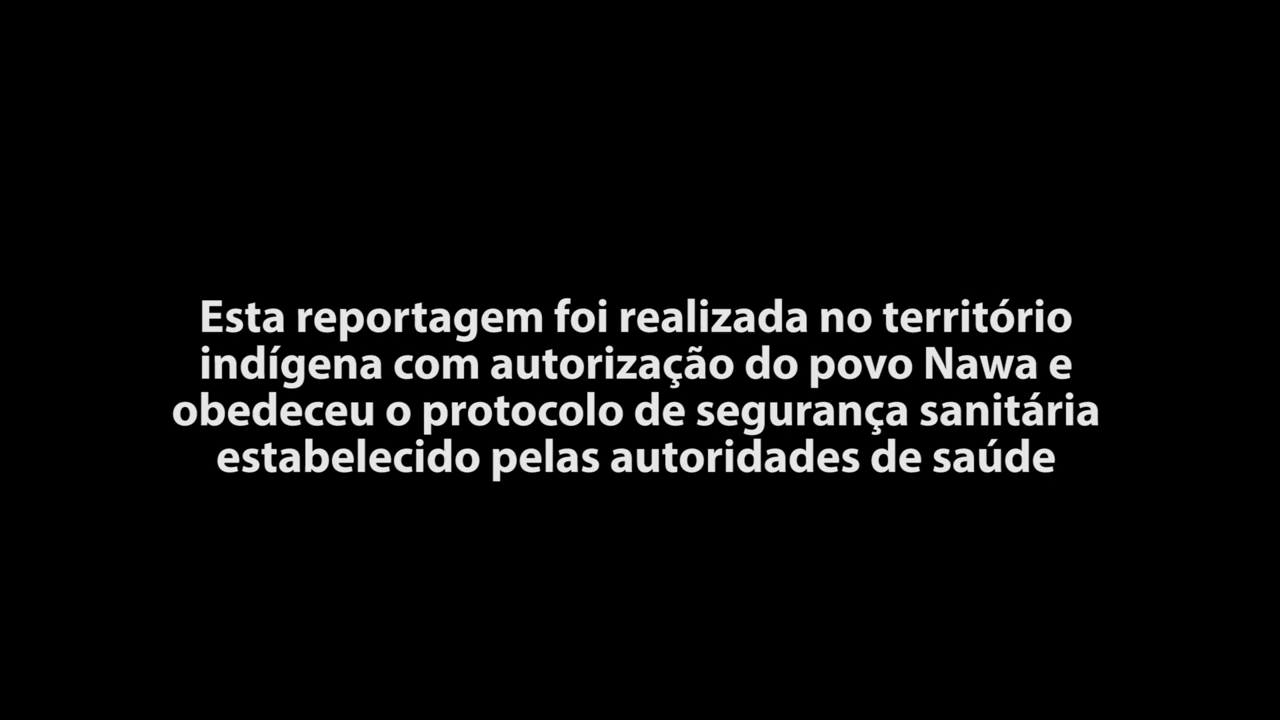 Esta reportagem foi realizada no território
indígena com autorização do povo Nawa e
obedeceu o protocolo de segurança sanitária
estabelecido pelas autoridades de saúde